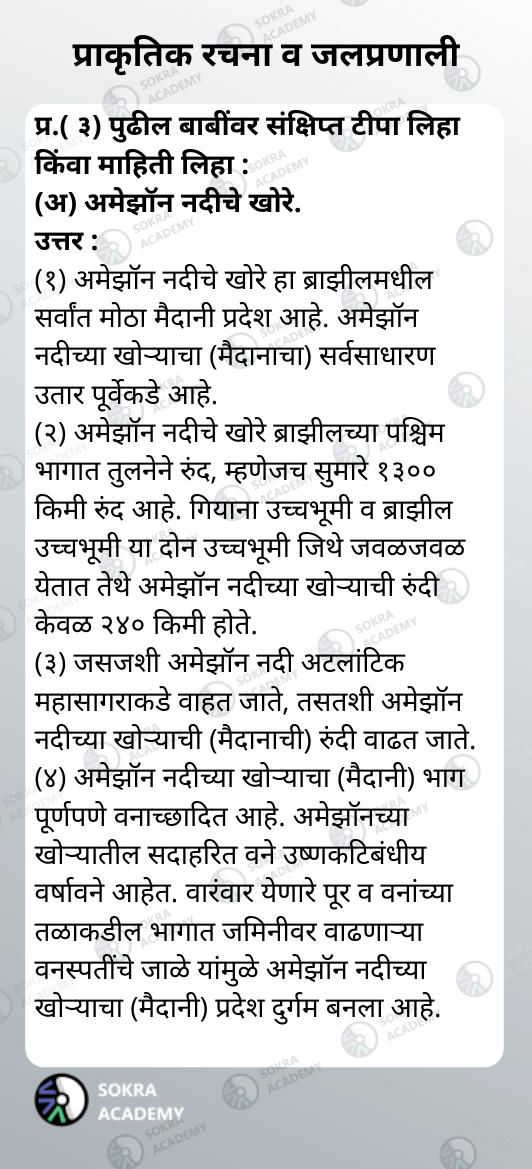 प्राकृतिक रचना व जलप्रणाली
प्र.( ३) पुढील बाबींवर संक्षिप्त टीपा लिहा
किंवा माहिती लिहा :
(अ) अमेझॉन नदीचे खोरे.
उत्तर :
(१) अमेझॉन नदीचे खोरे हा ब्राझीलमधील
सर्वांत मोठा मैदानी प्रदेश आहे. अमेझॉन
नदीच्या खोऱ्याचा (मैदानाचा) सर्वसाधारण
उतार पूर्वेकडे आहे.
(२) अमेझॉन नदीचे खोरे ब्राझीलच्या पश्चिम
भागात तुलनेने रुंद, म्हणेजच सुमारे १३००
किमी रुंद आहे. गियाना उच्चभूमी व ब्राझील
उच्चभूमी या दोन उच्चभूमी जिथे जवळजवळ
येतात तेथे अमेझॉन नदीच्या खोऱ्याची रुंदी
केवळ २४० किमी होते.
(३) जसजशी अमेझॉन नदी अटलांटिक
महासागराकडे वाहत जाते, तसतशी अमेझॉन
नदीच्या खोऱ्याची (मैदानाची) रुंदी वाढत जाते.
(४) अमेझॉन नदीच्या खोऱ्याचा (मैदानी) भाग
पूर्णपणे वनाच्छादित आहे. अमेझॉनच्या
खोऱ्यातील सदाहरित वने उष्णकटिबंधीय
वर्षावने आहेत. वारंवार येणारे पूर व वनांच्या
तळाकडील भागात जमिनीवर वाढणाऱ्या
वनस्पतींचे जाळे यांमुळे अमेझॉन नदीच्या
खोऱ्याचा (मैदानी) प्रदेश दुर्गम बनला आहे.
SOKRA
ACADEMY